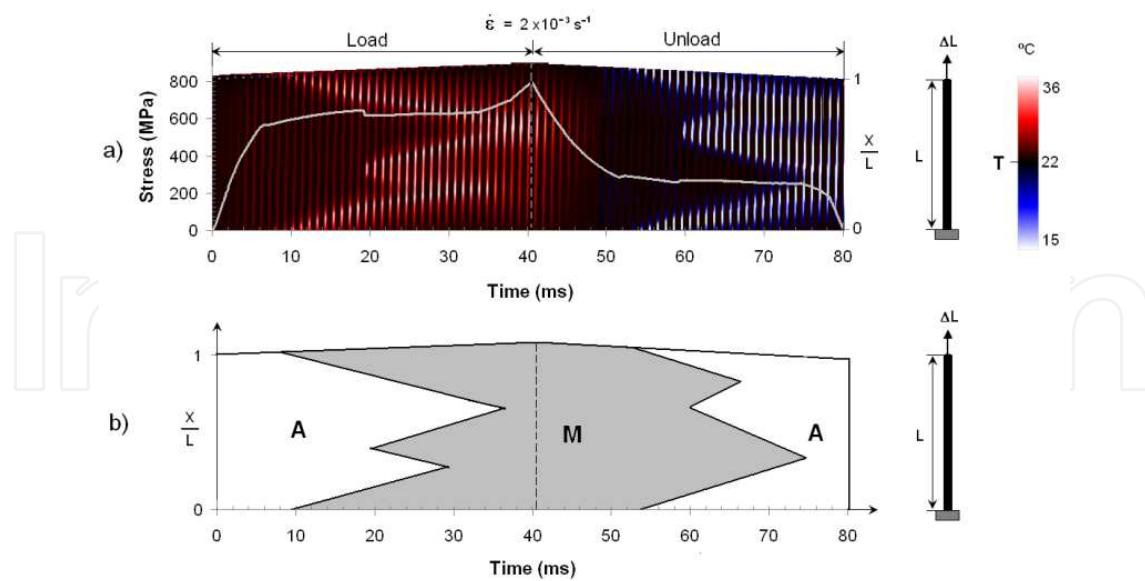 ε̇ = 2 x10⁻³ s⁻¹
Load
Unload
a)
Stress (MPa)
800
600
400
200
0
0 10 20 30 40 50 60 70 80
Time (ms)
1
X
L
0
ΔL
L
ºC
36
T 22
15
b)
1
X
L
0
A
M
A
0 10 20 30 40 50 60 70 80
Time (ms)
ΔL
L